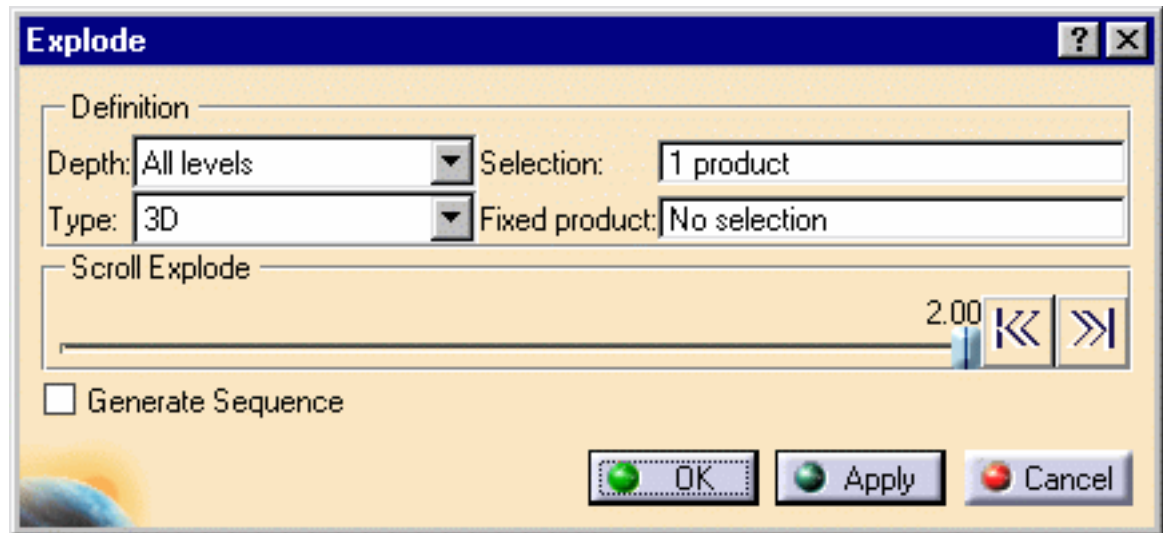 Explode
Definition
Depth: All levels Selection: 1 product
Type: 3D Fixed product: No selection
Scroll Explode
2.00
Generate Sequence
OK Apply Cancel